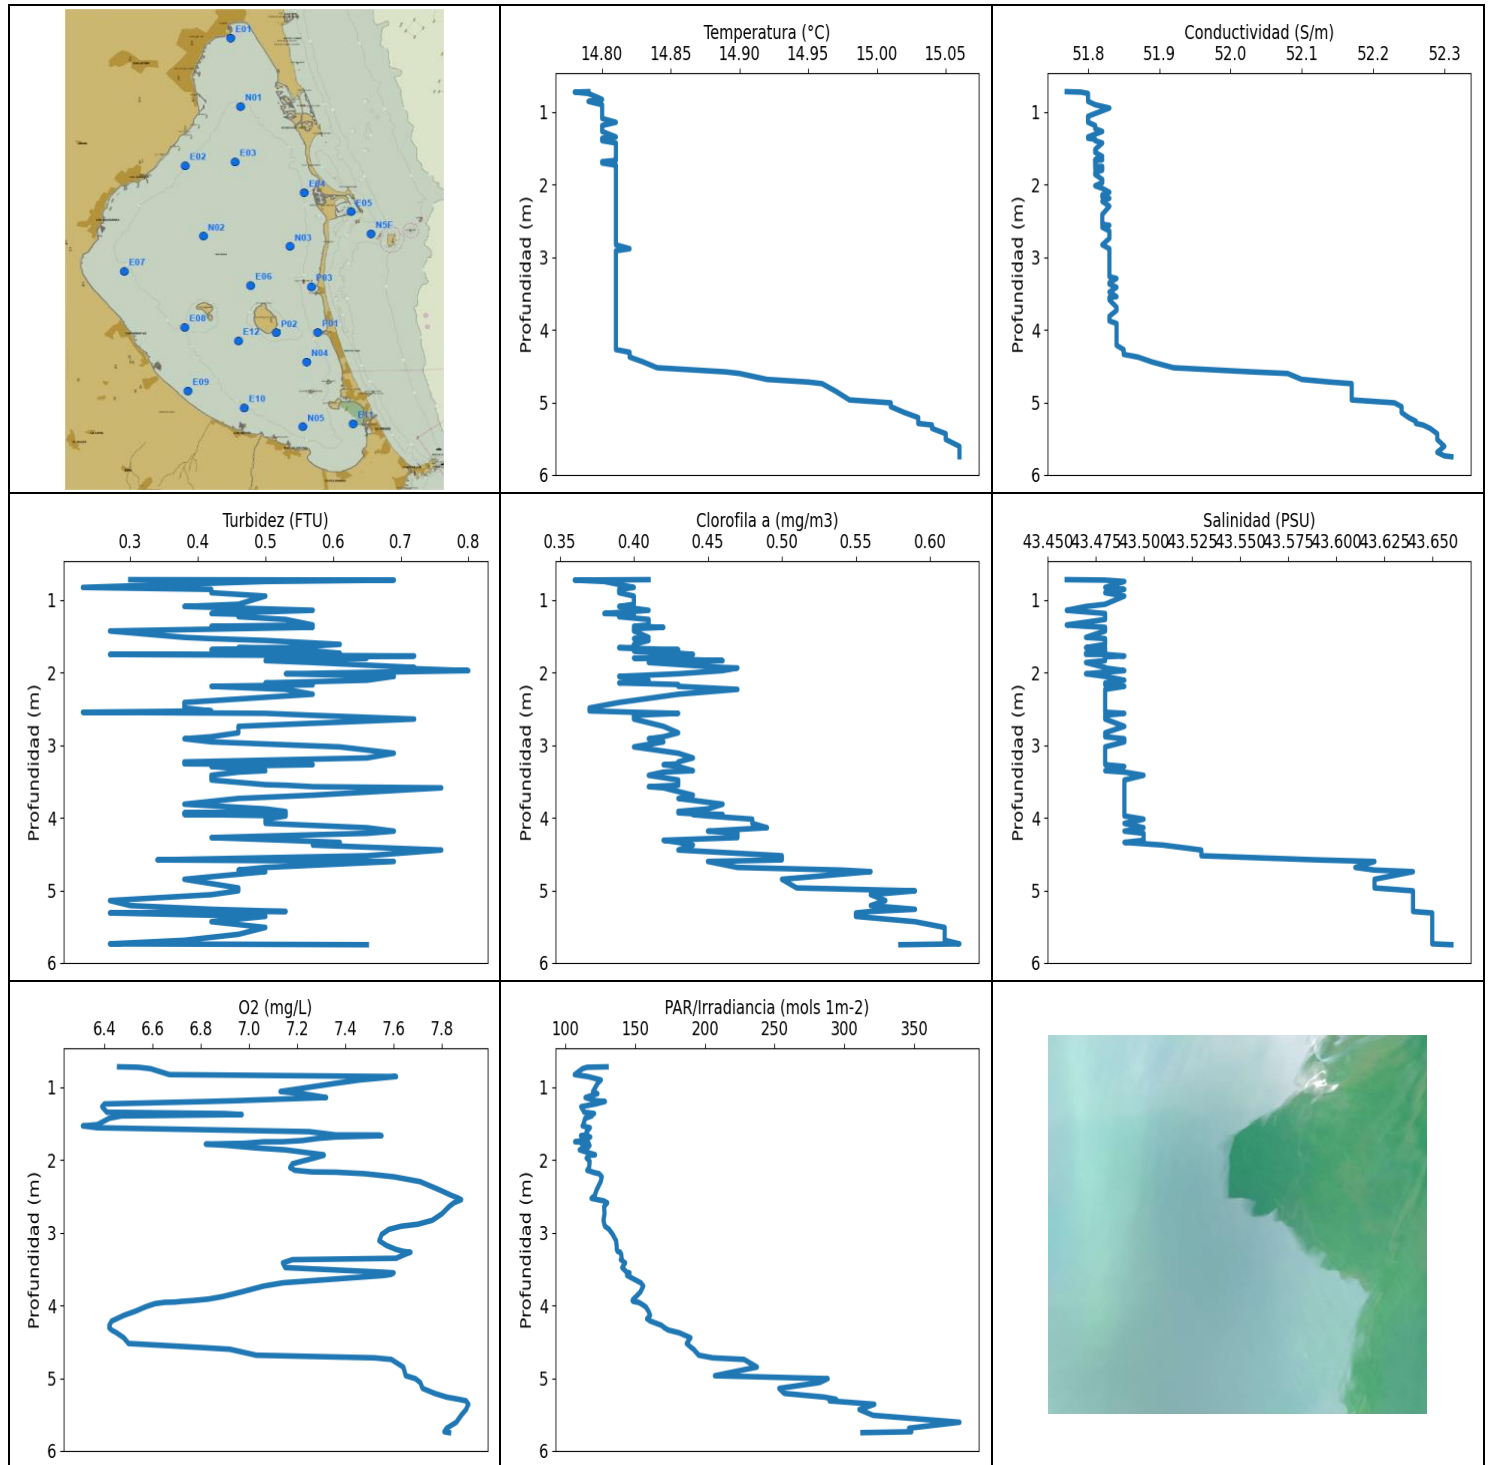 E01
N01
E02
E03
E04
E05
N5F
N02
N03
E07
E06
P03
E08
E12
P02
P01
N04
E09
E10
N05
E11
Temperatura (°C)
14.80 14.85 14.90 14.95 15.00 15.05
Profundidad (m)
1
2
3
4
5
6
Conductividad (S/m)
51.8 51.9 52.0 52.1 52.2 52.3
Profundidad (m)
1
2
3
4
5
6
Turbidez (FTU)
0.3 0.4 0.5 0.6 0.7 0.8
Profundidad (m)
1
2
3
4
5
6
Clorofila a (mg/m3)
0.35 0.40 0.45 0.50 0.55 0.60
Profundidad (m)
1
2
3
4
5
6
Salinidad (PSU)
43.450 43.475 43.500 43.525 43.550 43.575 43.600 43.625 43.650
Profundidad (m)
1
2
3
4
5
6
O2 (mg/L)
6.4 6.6 6.8 7.0 7.2 7.4 7.6 7.8
Profundidad (m)
1
2
3
4
5
6
PAR/Irradiancia (mols 1m-2)
100 150 200 250 300 350
Profundidad (m)
1
2
3
4
5
6